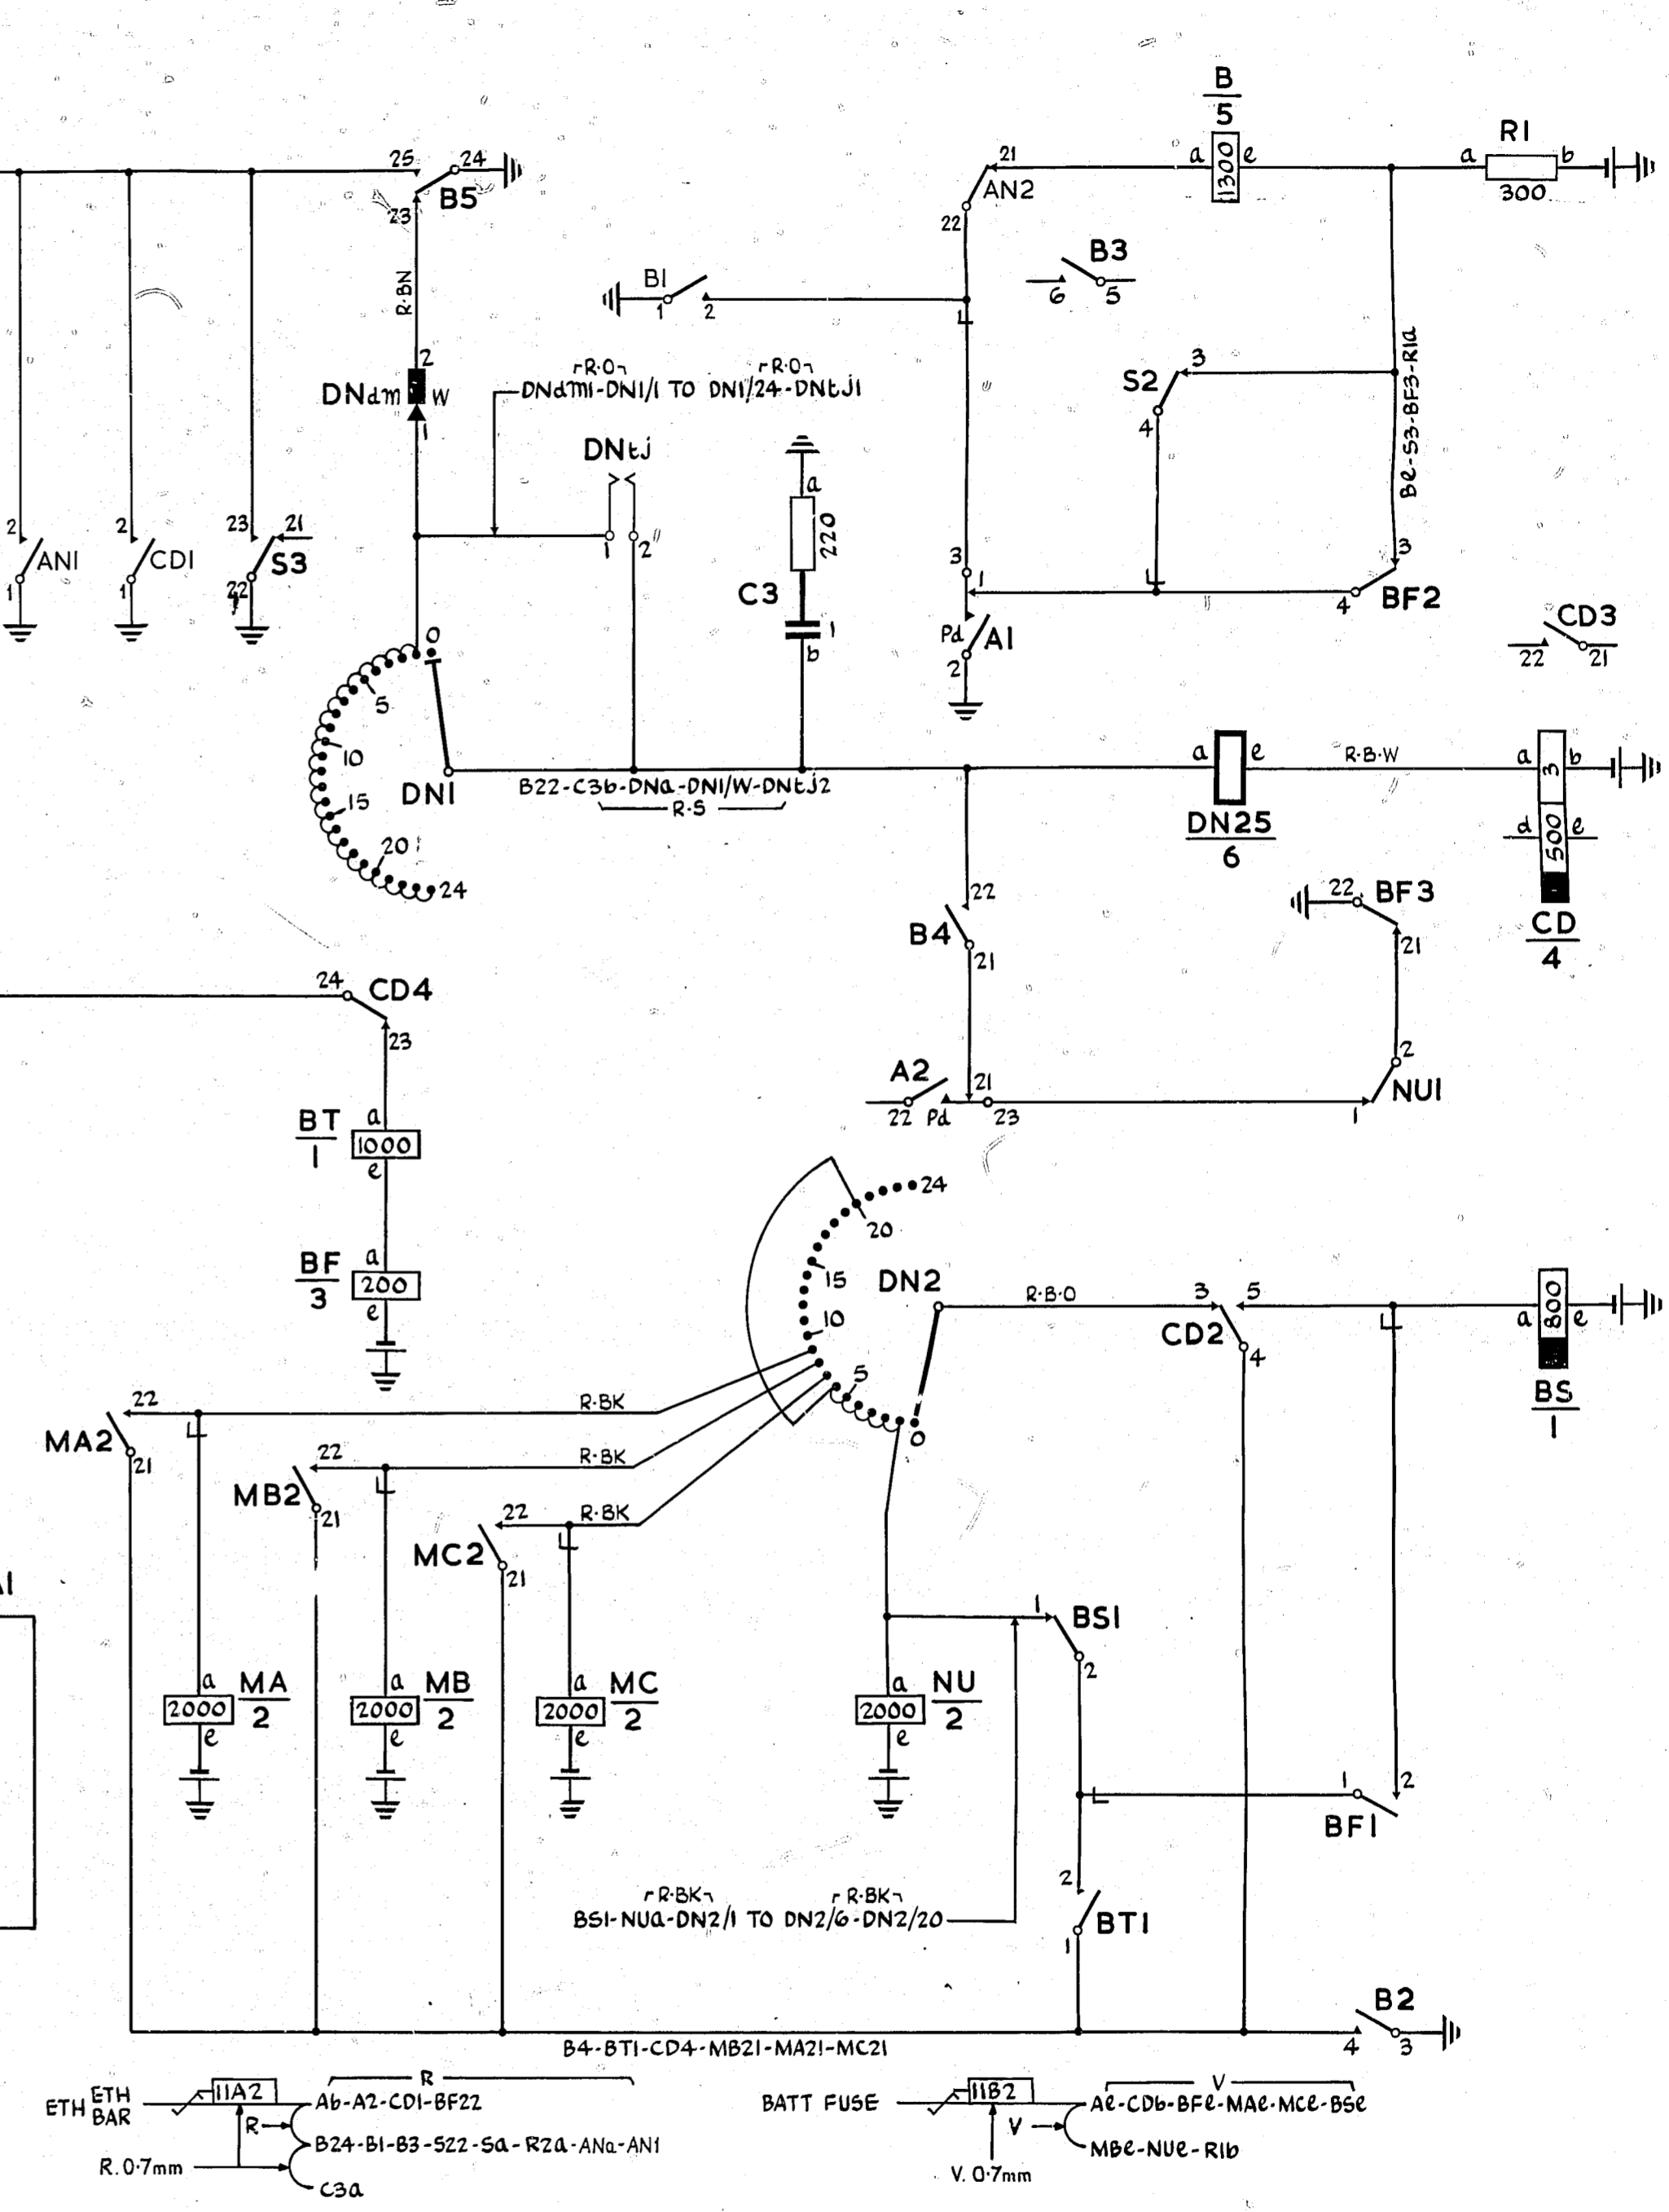 B
5
1300
a
e
R1
a
b
300
25
24
B5
23
21
AN2
22
R·BN
B1
1
2
B3
6
5
2
DNdm
W
1
R·O
R·O
DNdm1-DN1/1 TO DN1/24-DNtj1
S2
3
4
Be-S3-BF3-R1a
DNtj
1
2
a
220
C3
1
b
2
AN1
1
2
CD1
1
23
21
S3
22
3
1
Pd
A1
2
3
4
BF2
CD3
22
21
0
5
10
15
20
24
DN1
B22-C3b-DNa-DN1/W-DNtj2
R·S
a
e
DN25
6
R·B·W
a
3
b
d
500
e
CD
4
22
B4
21
22
BF3
21
24
CD4
23
A2
22
Pd
21
23
2
NU1
1
BT
1
a
1000
e
BF
3
a
200
e
24
20
15
10
5
0
DN2
R·B·O
3
5
CD2
4
a
800
e
BS
1
22
MA2
21
R·BK
22
MB2
21
R·BK
22
MC2
21
R·BK
1
BS1
2
a
MA
2000
2
e
a
MB
2000
2
e
a
MC
2000
2
e
a
NU
2000
2
e
1
2
BF1
R·BK
R·BK
BS1-NUa-DN2/1 TO DN2/6-DN2/20
2
BT1
1
B2
4
3
B4-BT1-CD4-MB21-MA21-MC21
R
ETH
ETH
BAR
11A2
Ab-A2-CD1-BF22
R
B24-B1-B3-S22-Sa-R2a-ANa-AN1
R. 0·7mm
C3a
BATT FUSE
11B2
V
Ae-CDb-BFe-MAe-MCe-BSe
V
MBe-NUe-R1b
V. 0·7mm